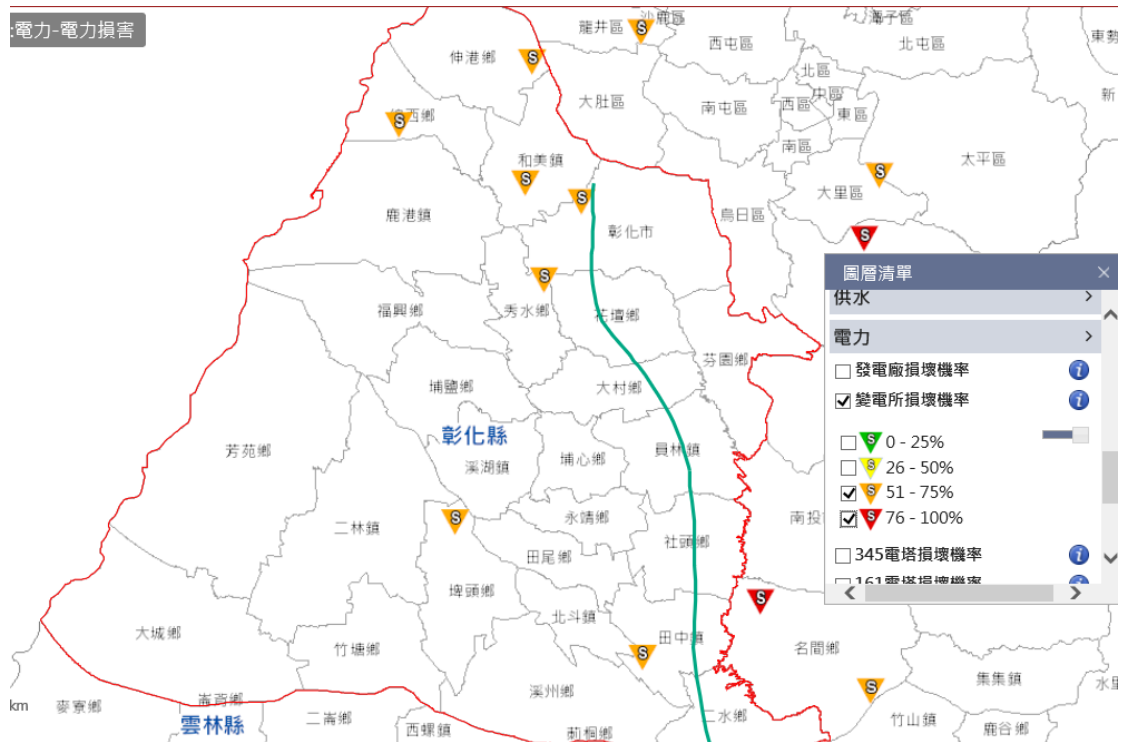 :電力-電力損害
沙鹿區
龍井區
潭子區
西屯區
北屯區
東勢
伸港鄉
北區
大肚區
南屯區
西區
中區
東區
新
線西鄉
南區
和美鎮
太平區
大里區
鹿港鎮
烏日區
彰化市
福興鄉
秀水鄉
花壇鄉
芬園鄉
埔鹽鄉
大村鄉
彰化縣
芳苑鄉
溪湖鎮
埔心鄉
員林鎮
二林鎮
永靖鄉
南投
田尾鄉
社頭鄉
埤頭鄉
北斗鎮
大城鄉
竹塘鄉
田中鎮
名間鄉
溪州鄉
集集鎮
水里
km
麥寮鄉
崙背鄉
雲林縣
二崙鄉
西螺鎮
莿桐鄉
二水鄉
竹山鎮
鹿谷鄉
圖層清單 ×
供水 >
電力 >
發電廠損壞機率 i
變電所損壞機率 i
S 0 - 25%
S 26 - 50%
S 51 - 75%
S 76 - 100%
345電塔損壞機率 i
161電塔損壞機率